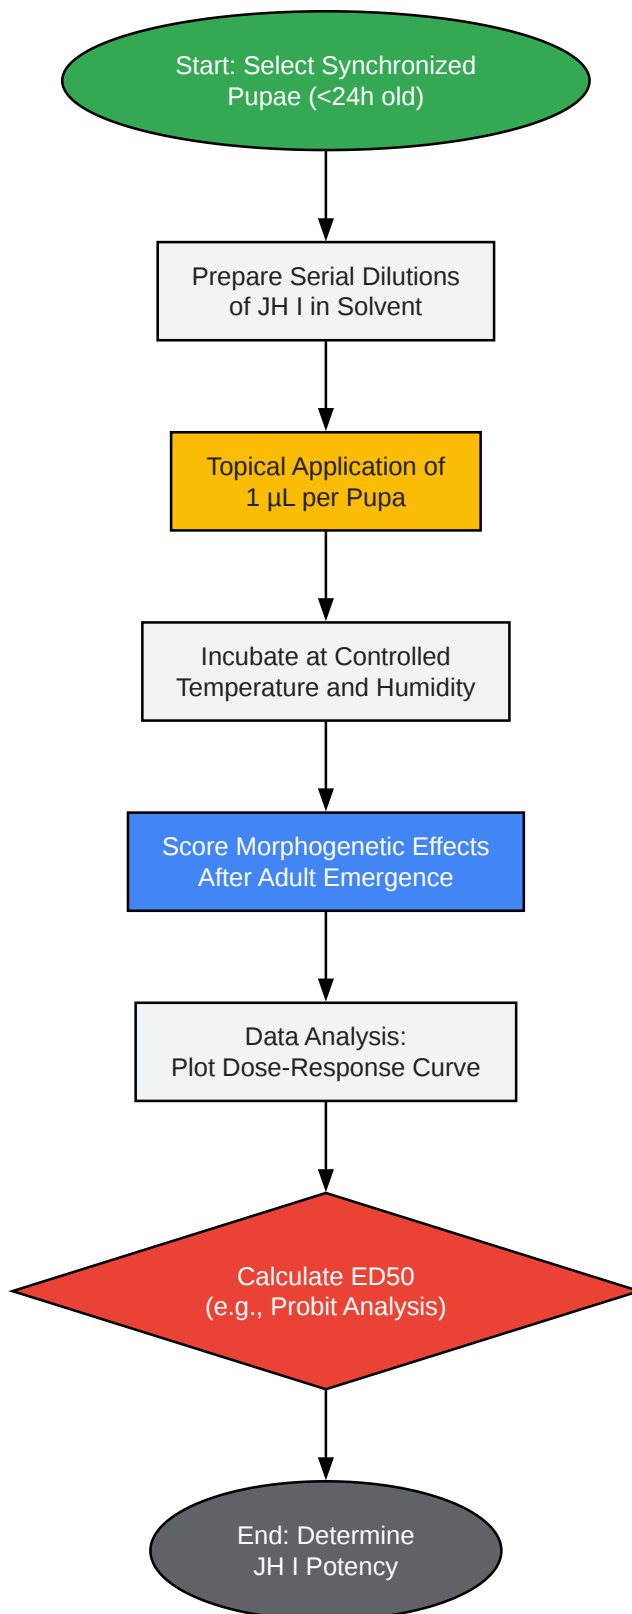 Start: Select Synchronized
Pupae (<24h old)
Prepare Serial Dilutions
of JH I in Solvent
Topical Application of
1 µL per Pupa
Incubate at Controlled
Temperature and Humidity
Score Morphogenetic Effects
After Adult Emergence
Data Analysis:
Plot Dose-Response Curve
Calculate ED50
(e.g., Probit Analysis)
End: Determine
JH I Potency